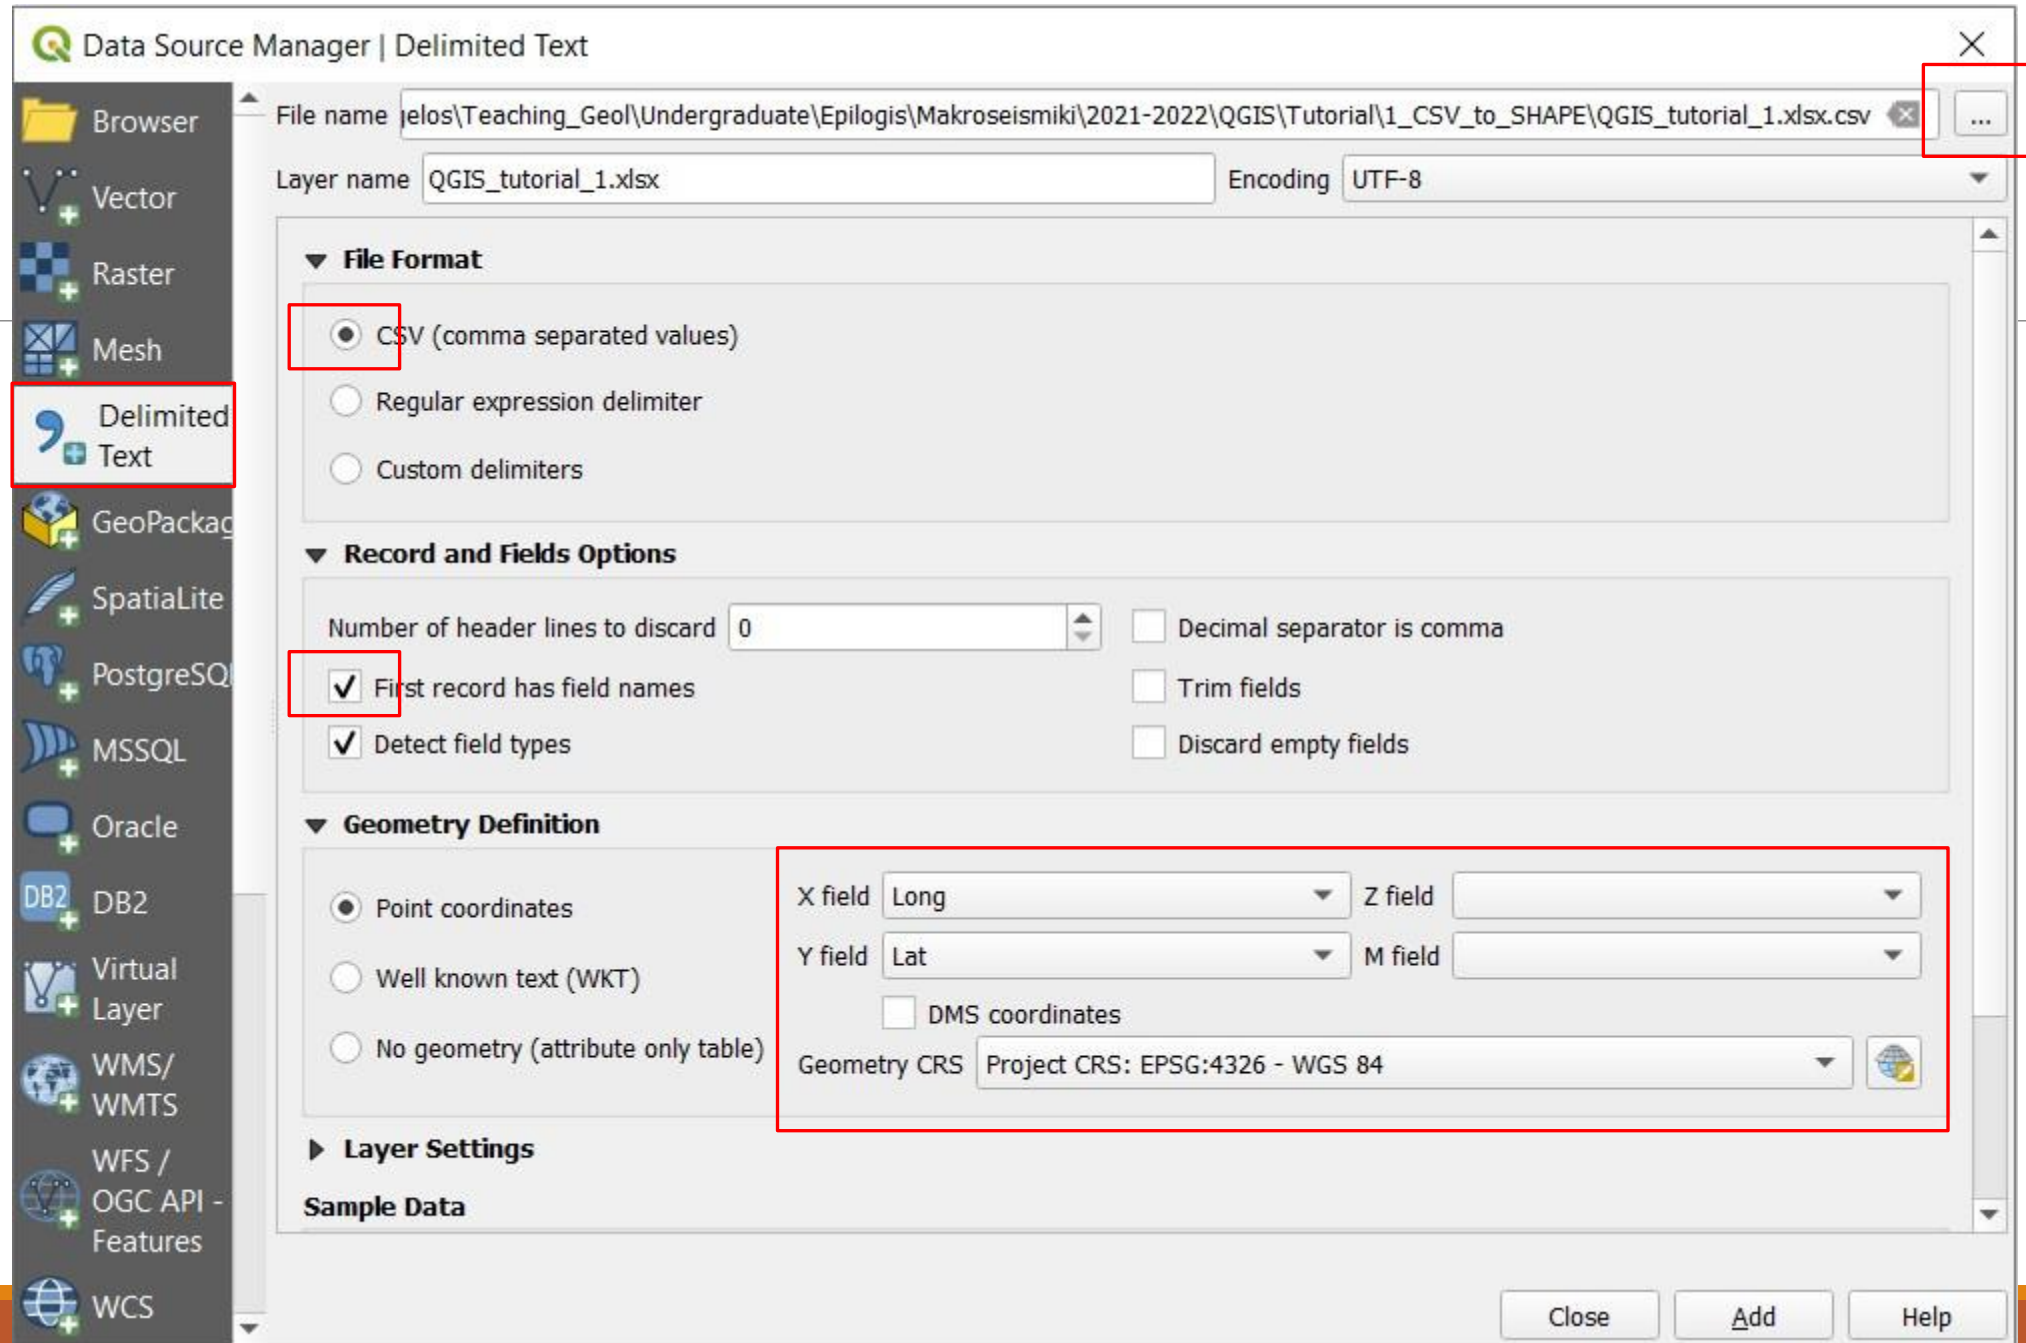 Data Source Manager | Delimited Text
Browser
Vector
Raster
Mesh
Delimited
Text
GeoPackag
SpatiaLite
PostgreSQL
MSSQL
Oracle
DB2
DB2
Virtual
Layer
WMS/
WMTS
WFS /
OGC API -
Features
WCS
File name elos\Teaching_Geol\Undergraduate\Epilogis\Makroseismiki\2021-2022\QGIS\Tutorial\1_CSV_to_SHAPE\QGIS_tutorial_1.xlsx.csv ...
Layer name QGIS_tutorial_1.xlsx Encoding UTF-8
File Format
CSV (comma separated values)
Regular expression delimiter
Custom delimiters
Record and Fields Options
Number of header lines to discard 0 Decimal separator is comma
First record has field names Trim fields
Detect field types Discard empty fields
Geometry Definition
Point coordinates
Well known text (WKT)
No geometry (attribute only table)
X field Long Z field
Y field Lat M field
DMS coordinates
Geometry CRS Project CRS: EPSG:4326 - WGS 84
Layer Settings
Sample Data
Close Add Help